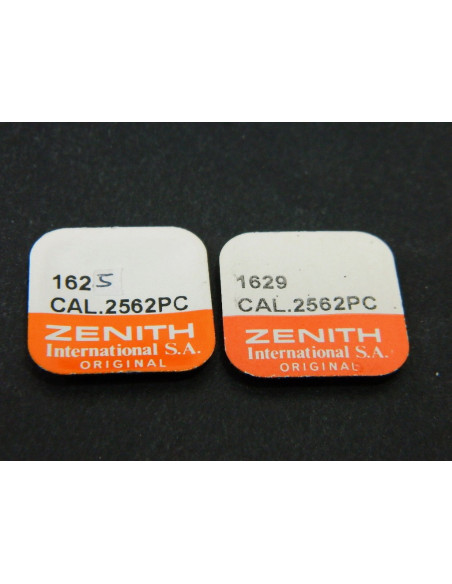 1625
CAL.2562PC
ZENITH
International S.A.
ORIGINAL
1629
CAL.2562PC
ZENITH
International S.A.
ORIGINAL